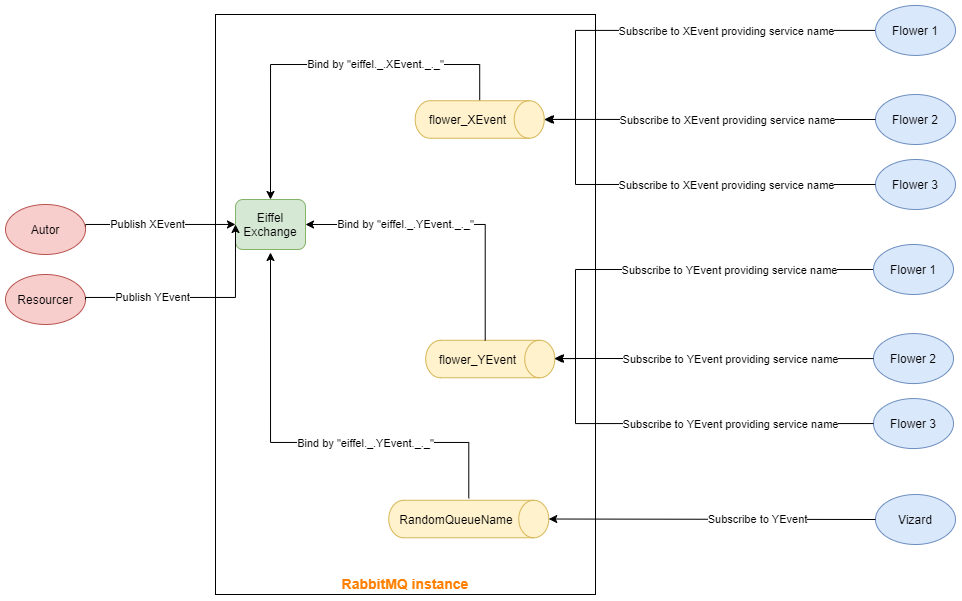 Subscribe to XEvent providing service name
Flower 1
Bind by "eiffel._.XEvent._._"
flower_XEvent
Subscribe to XEvent providing service name
Flower 2
Subscribe to XEvent providing service name
Flower 3
Autor
Publish XEvent
Eiffel
Exchange
Bind by "eiffel._.YEvent._._"
Resourcer
Publish YEvent
Subscribe to YEvent providing service name
Flower 1
flower_YEvent
Subscribe to YEvent providing service name
Flower 2
Subscribe to YEvent providing service name
Flower 3
Bind by "eiffel._.YEvent._._"
RandomQueueName
Subscribe to YEvent
Vizard
RabbitMQ instance